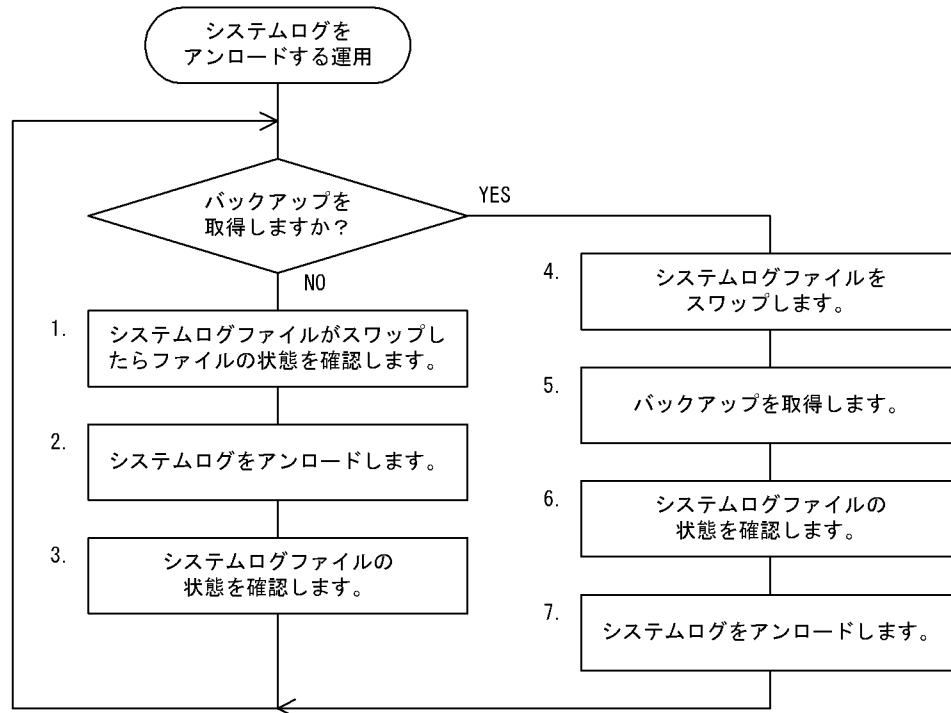 システムログを
アンロードする運用
バックアップを
取得しますか？
YES
NO
1.
システムログファイルがスワップし
たらファイルの状態を確認します。
2.
システムログをアンロードします。
3.
システムログファイルの
状態を確認します。
4.
システムログファイルを
スワップします。
5.
バックアップを取得します。
6.
システムログファイルの
状態を確認します。
7.
システムログをアンロードします。